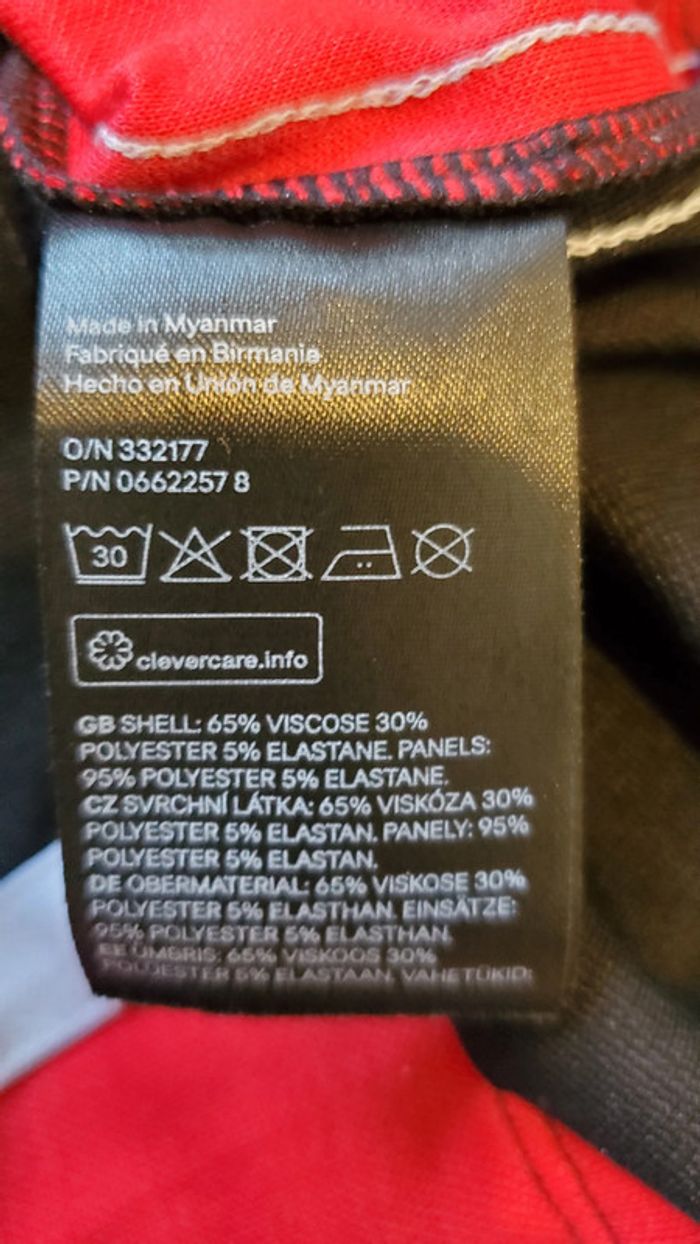 Made in Myanmar
Fabriqué en Birmanie
Hecho en Unión de Myanmar
O/N 332177
P/N 0662257 8
30
clevercare.info
GB SHELL: 65% VISCOSE 30%
POLYESTER 5% ELASTANE. PANELS:
95% POLYESTER 5% ELASTANE.
CZ SVRCHNÍ LÁTKA: 65% VISKÓZA 30%
POLYESTER 5% ELASTAN. PANELY: 95%
POLYESTER 5% ELASTAN.
DE OBERMATERIAL: 65% VISKOSE 30%
POLYESTER 5% ELASTHAN. EINSÄTZE:
95% POLYESTER 5% ELASTHAN.
EE ÜMBRIS: 65% VISKOOS 30%
POLÜESTER 5% ELASTAAN. VAHETÜKID: